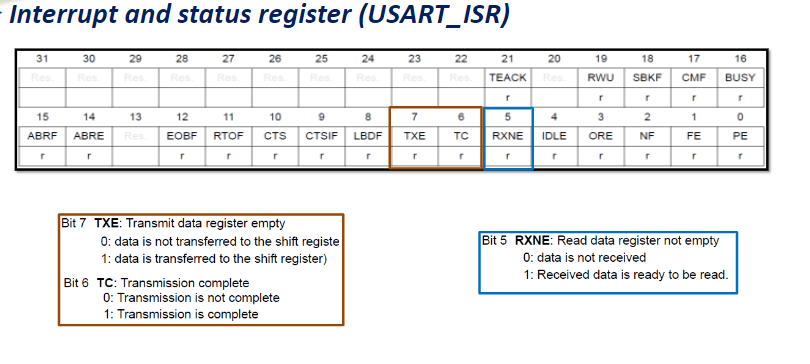 Interrupt and status register (USART_ISR)
31 30 29 28 27 26 25 24 23 22 21 20 19 18 17 16
Res. Res. Res. Res. Res. Res. Res. Res. Res. Res. TEACK Res. RWU SBKF CMF BUSY
r r r r r
15 14 13 12 11 10 9 8 7 6 5 4 3 2 1 0
ABRF ABRE Res. EOBF RTOF CTS CTSIF LBDF TXE TC RXNE IDLE ORE NF FE PE
r r r r r r r r r r r r r r r
Bit 7 TXE: Transmit data register empty
0: data is not transferred to the shift registe
1: data is transferred to the shift register)
Bit 6 TC: Transmission complete
0: Transmission is not complete
1: Transmission is complete
Bit 5 RXNE: Read data register not empty
0: data is not received
1: Received data is ready to be read.